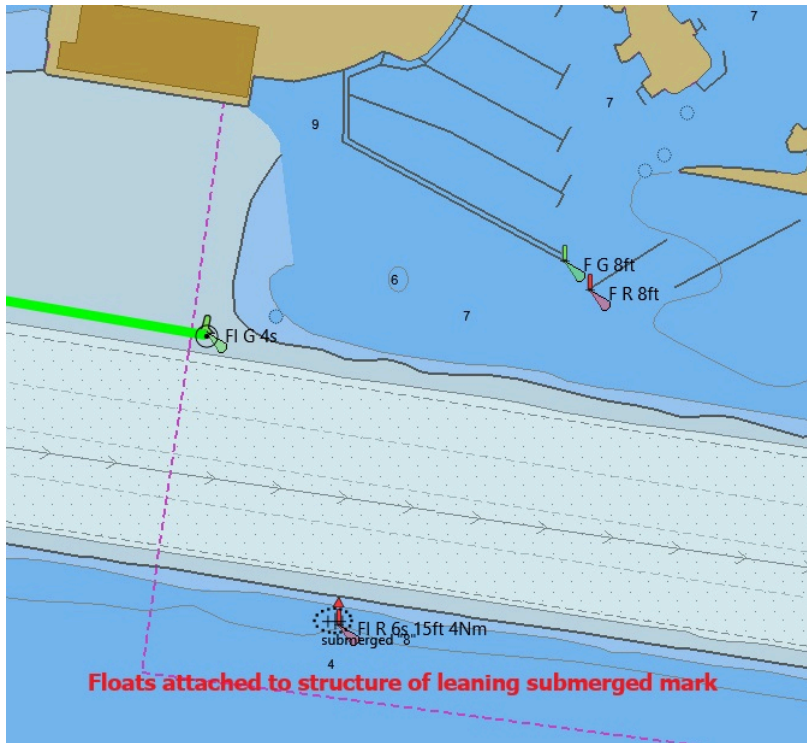 7
9
7
F G 8ft
F R 8ft
6
7
Fl G 4s
Fl R 6s 15ft 4Nm
submerged "8"
4
Floats attached to structure of leaning submerged mark